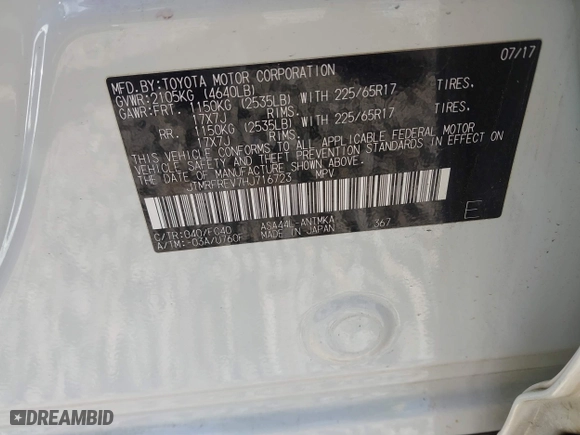 07/17
MFD.BY:TOYOTA MOTOR CORPORATION
GVWR:2105KG (4640LB)
GAWR:FRT. 1150KG (2535LB) WITH 225/65R17 TIRES,
17X7J RIMS,
RR. 1150KG (2535LB) WITH 225/65R17 TIRES,
17X7J RIMS,
THIS VEHICLE CONFORMS TO ALL APPLICABLE FEDERAL MOTOR
VEHICLE SAFETY, BUMPER, AND THEFT PREVENTION STANDARDS IN EFFECT
ON THE DATE OF MANUFACTURE SHOWN ABOVE.
JTMRFREV7HJ716723 MPV
C/TR:040/FC40 ASA44L-ANTMKA 367
A/TM:-03A/U760F MADE IN JAPAN
E
DREAMBID